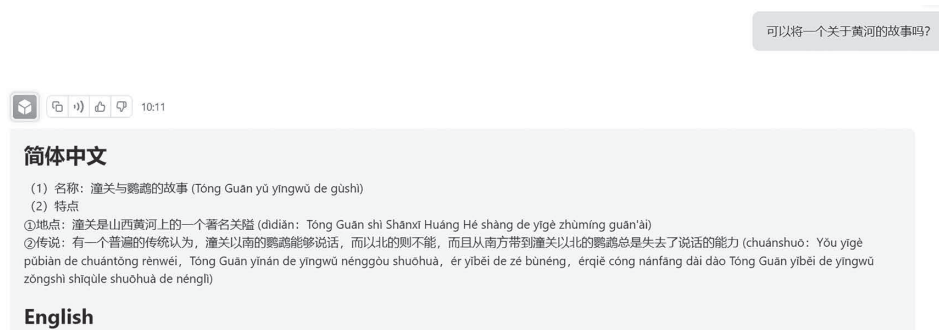 可以将一个关于黄河的故事吗？
10:11
简体中文
（1）名称：潼关与鹦鹉的故事 (Tóng Guān yǔ yīngwǔ de gùshì)
（2）特点
①地点：潼关是山西黄河上的一个著名关隘 (dìdiǎn：Tóng Guān shì Shānxī Huáng Hé shàng de yīgè zhùmíng guān'ài)
②传说：有一个普遍的传统认为，潼关以南的鹦鹉能够说话，而以北的则不能，而且从南方带到潼关以北的鹦鹉总是失去了说话的能力 (chuánshuō：Yǒu yīgè
pǔbiàn de chuántǒng rènwéi，Tóng Guān yǐnán de yīngwǔ nénggòu shuōhuà，ér yǐběi de zé bùnéng，érqiě cóng nánfāng dài dào Tóng Guān yǐběi de yīngwǔ
zǒngshì shīqùle shuōhuà de nénglì)
English